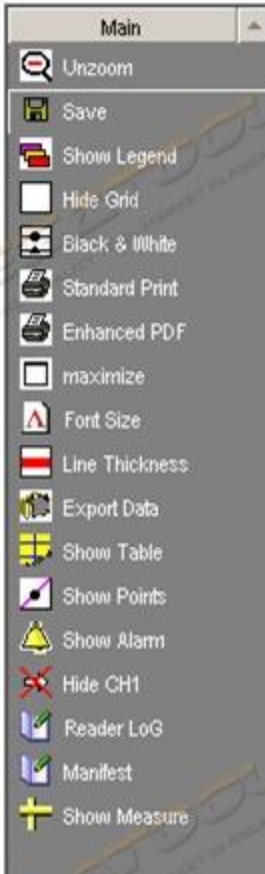 Main
Unzoom
Save
Show Legend
Hide Grid
Black & White
Standard Print
Enhanced PDF
maximize
Font Size
Line Thickness
Export Data
Show Table
Show Points
Show Alarm
Hide CH1
Reader LoG
Manifest
Show Measure